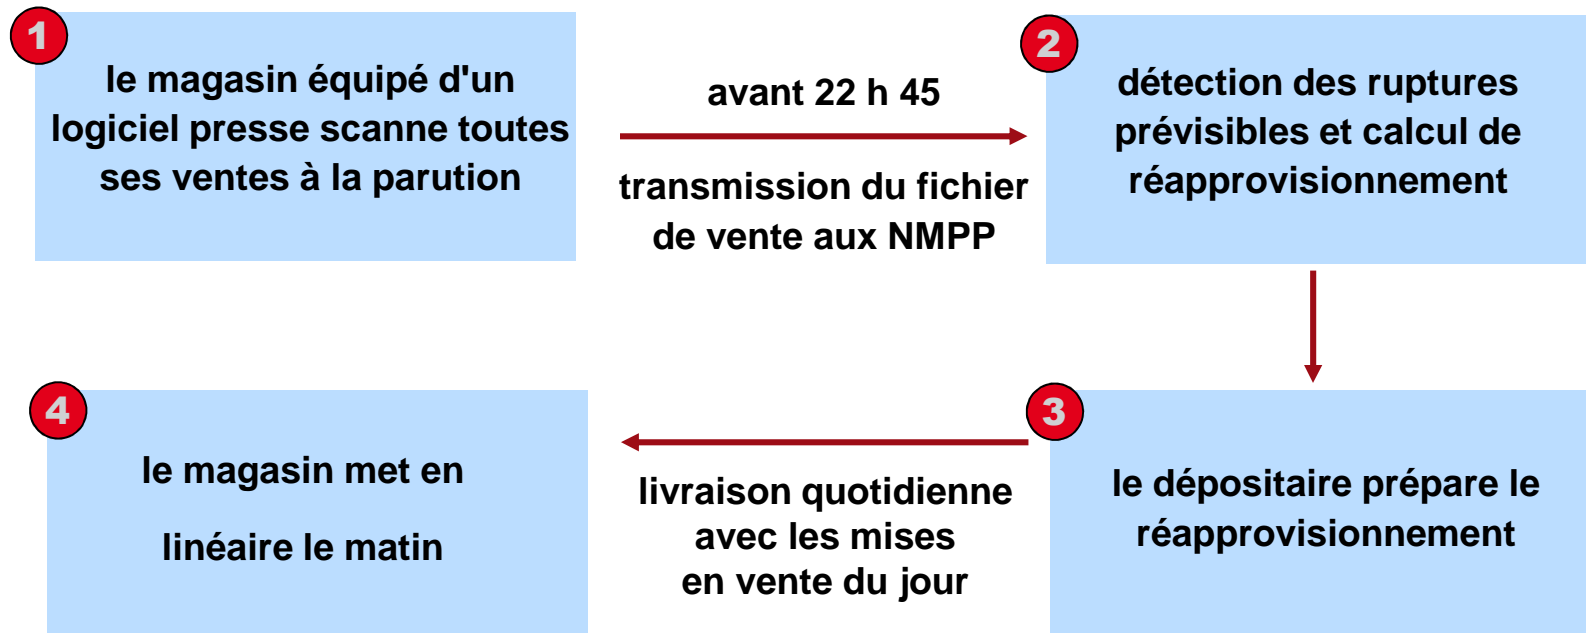 1
le magasin équipé d'un
logiciel presse scanne toutes
ses ventes à la parution
avant 22 h 45
transmission du fichier
de vente aux NMPP
2
détection des ruptures
prévisibles et calcul de
réapprovisionnement
3
le dépositaire prépare le
réapprovisionnement
livraison quotidienne
avec les mises
en vente du jour
4
le magasin met en
linéaire le matin